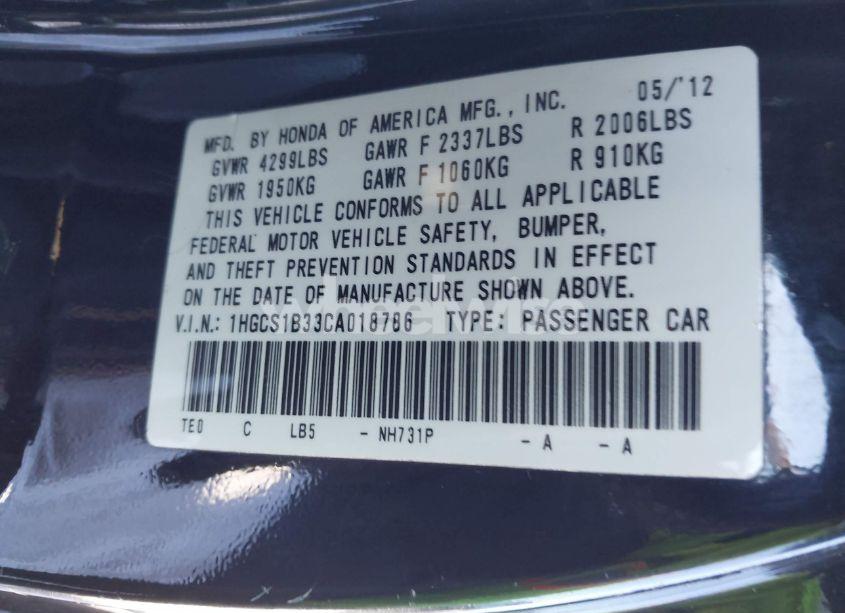 MFD. BY HONDA OF AMERICA MFG., INC. 05/'12
GVWR 4299LBS GAWR F 2337LBS R 2006LBS
GVWR 1950KG GAWR F 1060KG R 910KG
THIS VEHICLE CONFORMS TO ALL APPLICABLE
FEDERAL MOTOR VEHICLE SAFETY, BUMPER,
AND THEFT PREVENTION STANDARDS IN EFFECT
ON THE DATE OF MANUFACTURE SHOWN ABOVE.
V.I.N.: 1HGCS1B33CA018786 TYPE: PASSENGER CAR
TE0 C LB5 - NH731P - A - A